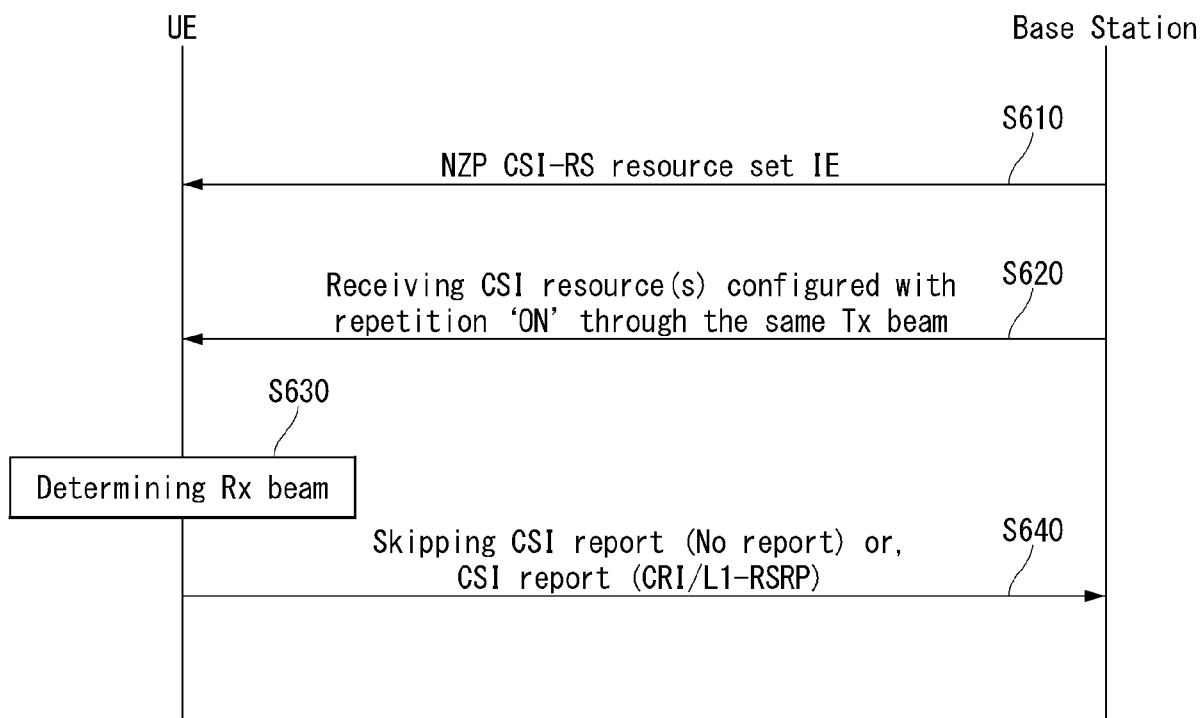 UE
Base Station
S610
NZP CSI-RS resource set IE
S620
Receiving CSI resource(s) configured with
repetition ‘ON’ through the same Tx beam
S630
Determining Rx beam
S640
Skipping CSI report (No report) or,
CSI report (CRI/L1-RSRP)